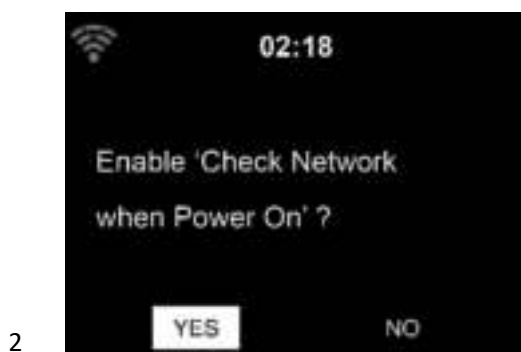 02:18
Enable 'Check Network
when Power On' ?
YES NO
2